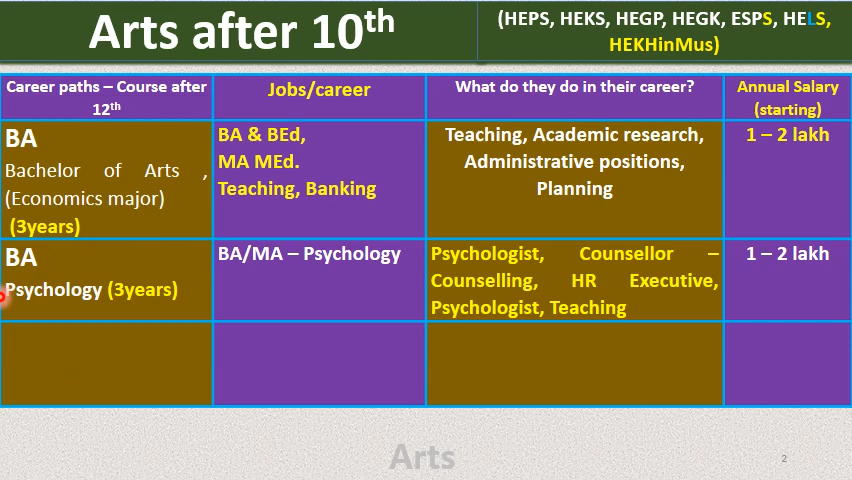 Arts after 10th
(HEPS, HEKS, HEGP, HEGK, ESPS, HELS,
HEKHinMus)
Career paths – Course after
12th
Jobs/career
What do they do in their career?
Annual Salary
(starting)
BA
Bachelor of Arts ,
(Economics major)
(3years)
BA & BEd,
MA MEd.
Teaching, Banking
Teaching, Academic research,
Administrative positions,
Planning
1 – 2 lakh
BA
Psychology (3years)
BA/MA – Psychology
Psychologist, Counsellor –
Counselling, HR Executive,
Psychologist, Teaching
1 – 2 lakh
Arts
2